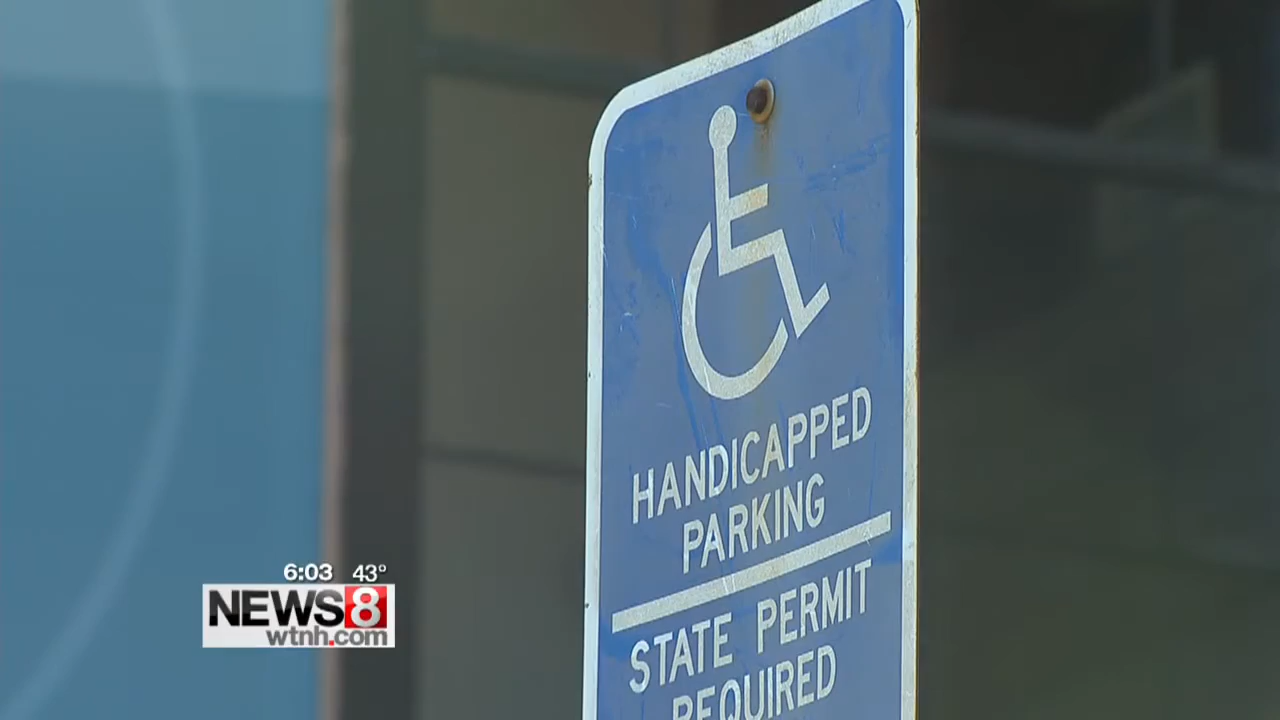 HANDICAPPED
PARKING
STATE PERMIT
REQUIRED
6:03 43°
NEWS8
wtnh.com